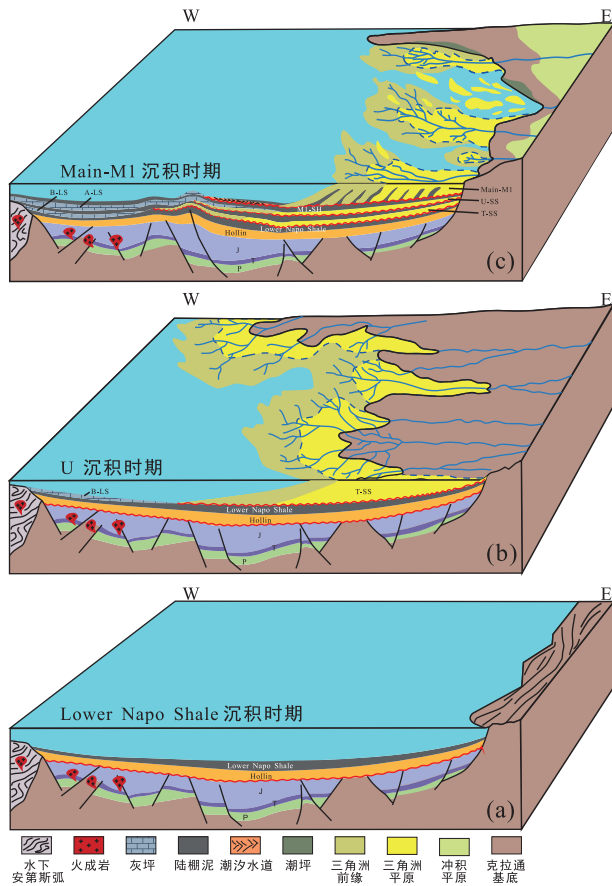 W E
Main-M1 沉积时期
B-LS A-LS
Main-M1
U-SS
T-SS
M1-SH
Lower Napo Shale
Hollin
J
T
P
(c)
W E
U 沉积时期
B-LS
T-SS
Lower Napo Shale
Hollin
J
T
P
(b)
W E
Lower Napo Shale 沉积时期
Lower Napo Shale
Hollin
J
T
P
(a)
水下 火成岩 灰坪 陆棚泥 潮汐水道 潮坪 三角洲 三角洲 冲积 克拉通
安第斯弧 前缘 平原 平原 基底